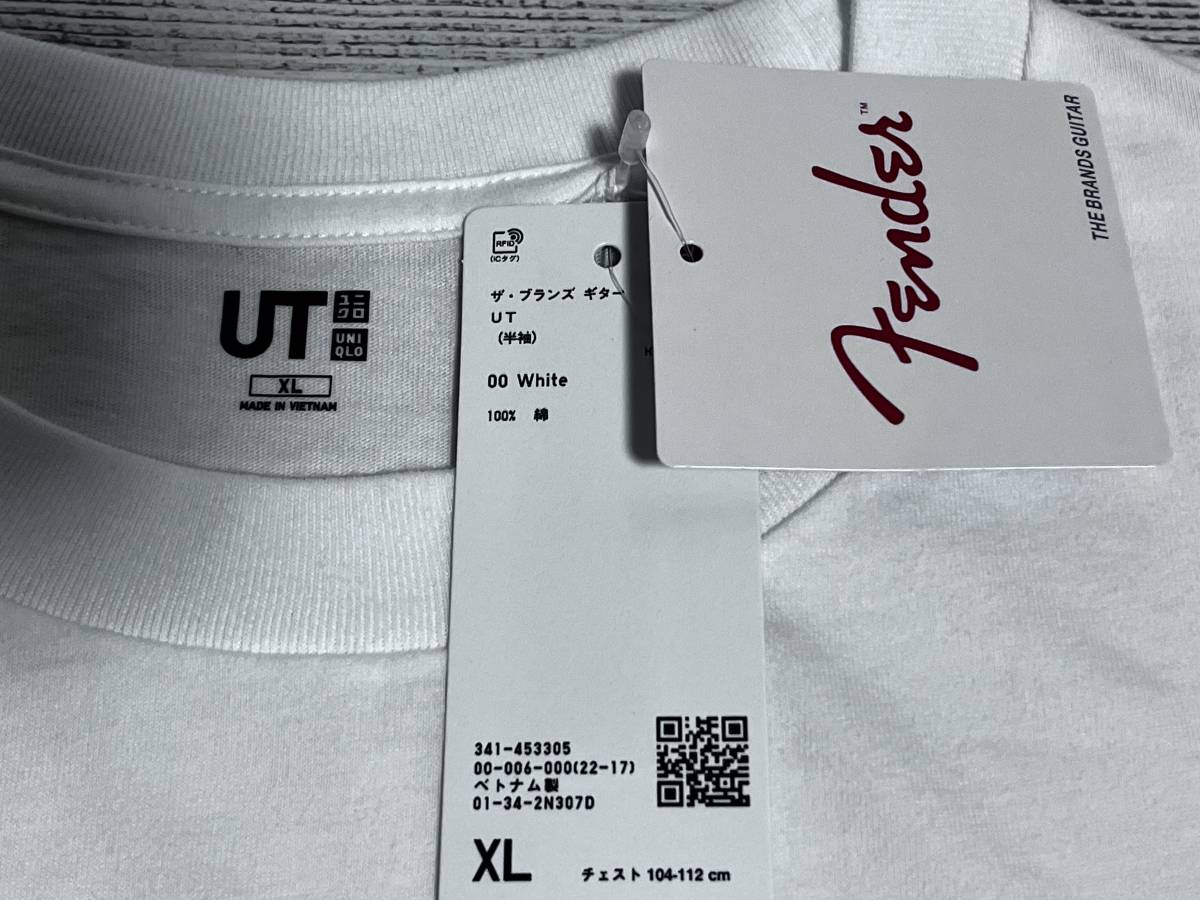 UT
ユニ
クロ
UNI
QLO
XL
MADE IN VIETNAM
RFID
(ICタグ)
ザ・ブランズ ギター
UT
(半袖)
00 White
100% 綿
341-453305
00-006-000(22-17)
ベトナム製
01-34-2N307D
XL
チェスト 104-112 cm
Fender™
THE BRANDS GUITAR